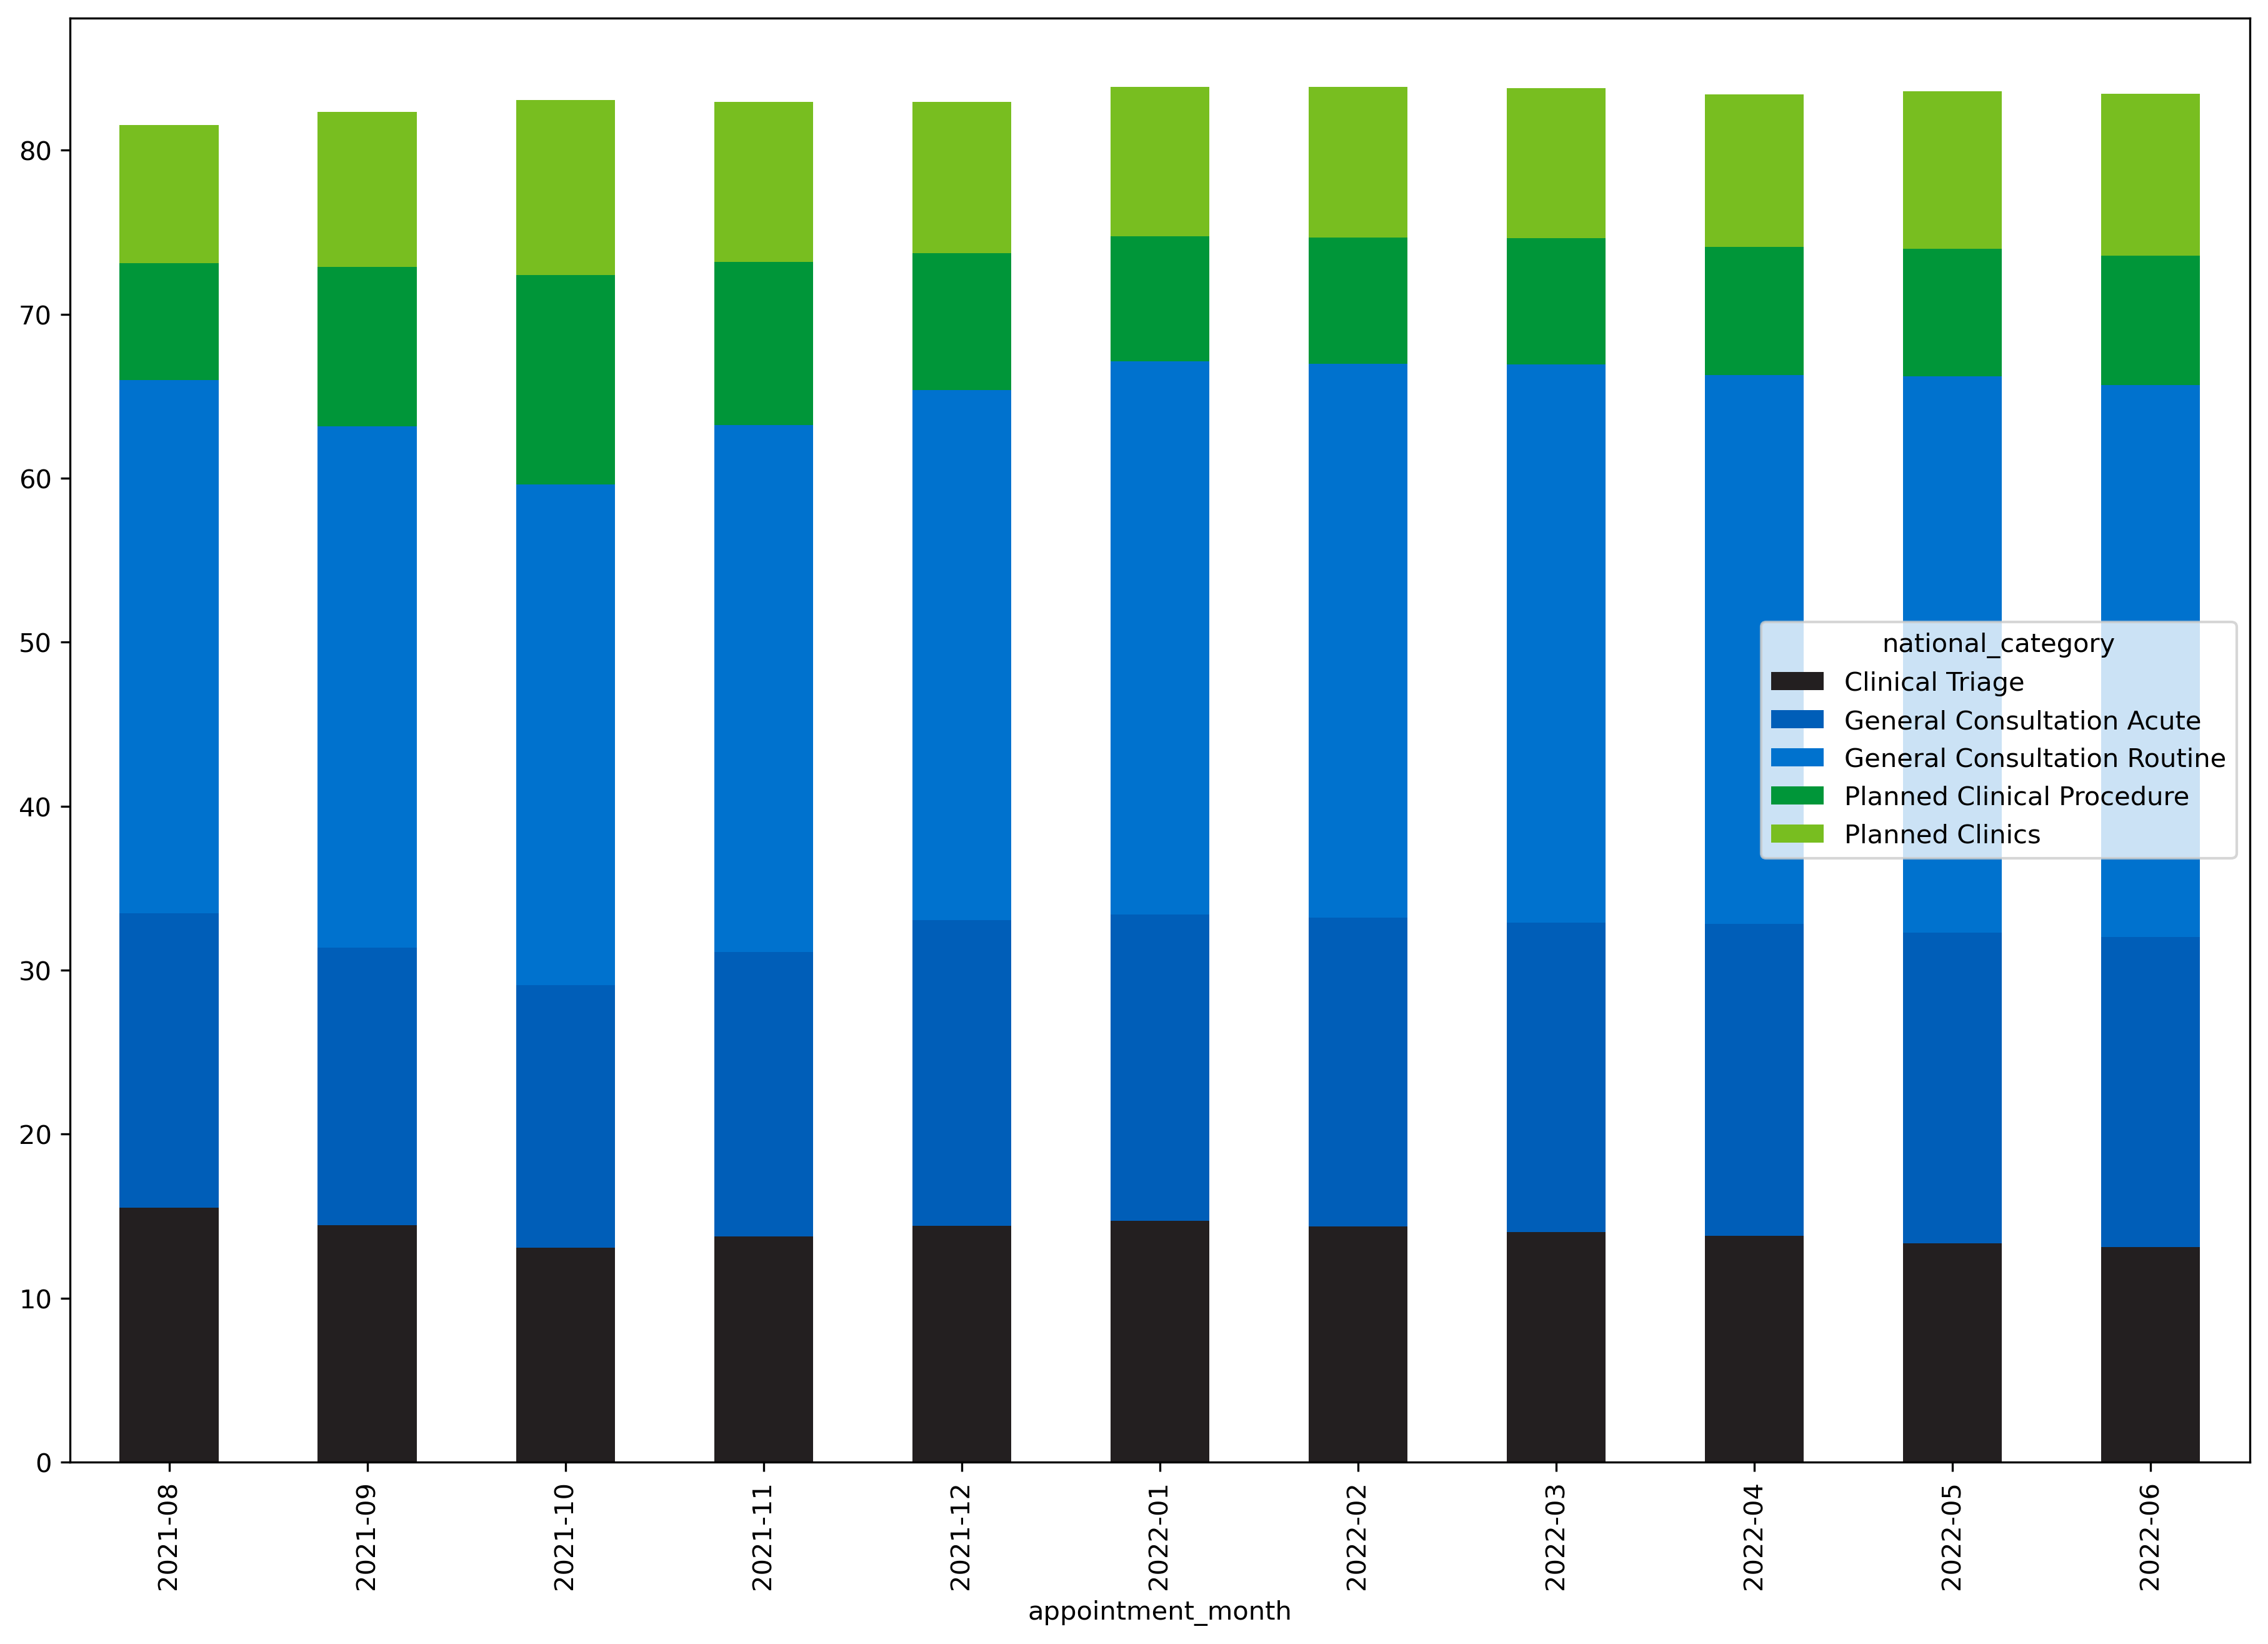 80
70
60
50
40
30
20
10
0
national_category
Clinical Triage
General Consultation Acute
General Consultation Routine
Planned Clinical Procedure
Planned Clinics
2021-08
2021-09
2021-10
2021-11
2021-12
2022-01
2022-02
2022-03
2022-04
2022-05
2022-06
appointment_month